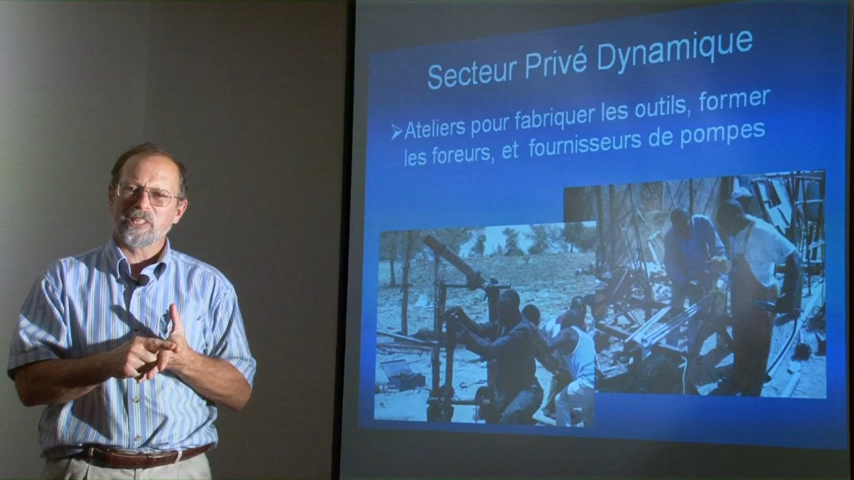 Secteur Privé Dynamique
➢Ateliers pour fabriquer les outils, former
les foreurs, et fournisseurs de pompes